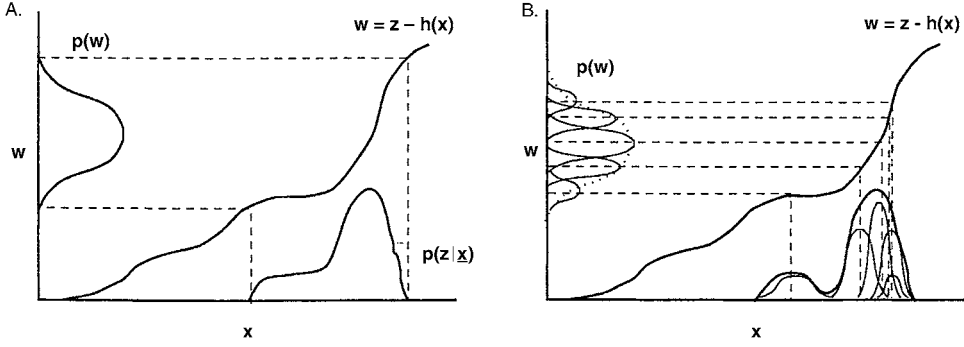 A.
w = z – h(x)
p(w)
w
p(z|x)
x
B.
w = z - h(x)
p(w)
w
x